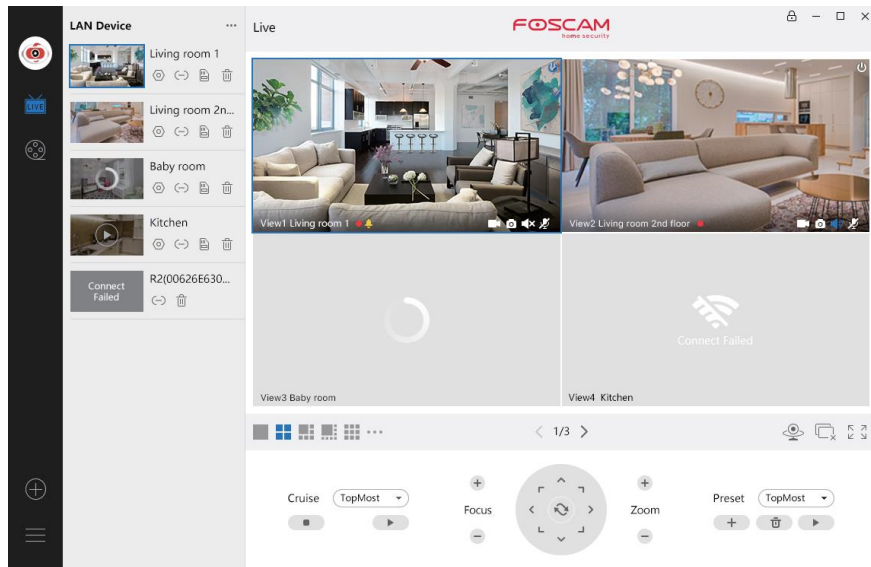 LAN Device
...
Live
FOSCAM
home security
Living room 1
LIVE
Living room 2n...
Baby room
Kitchen
Connect
Failed
R2(00626E630...
View1 Living room 1
View2 Living room 2nd floor
Connect Failed
View3 Baby room
View4 Kitchen
1/3
Cruise
TopMost
Focus
Zoom
Preset
TopMost